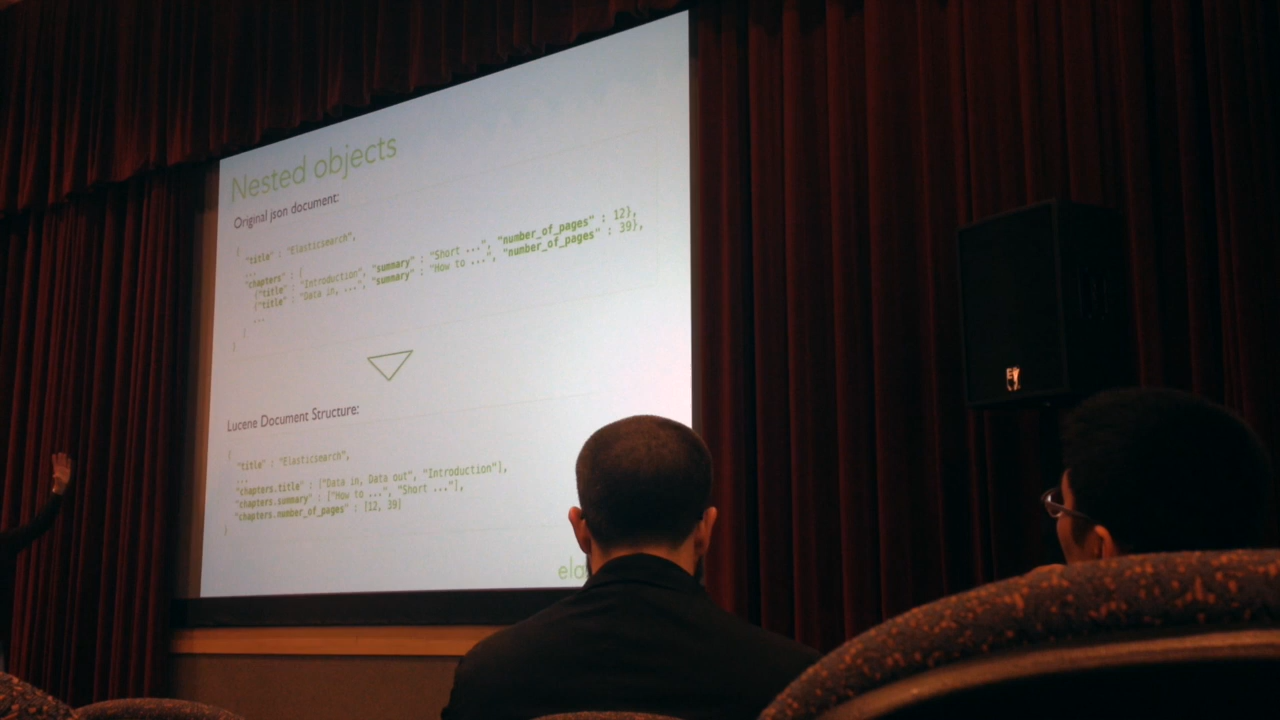 Nested objects
Original json document:
{
"title" : "Elasticsearch",
...
"chapters" : {
{"title" : "Introduction", "summary" : "Short ...", "number_of_pages" : 12},
{"title" : "Data in, ...", "summary" : "How to ...", "number_of_pages" : 39},
...
]
}
Lucene Document Structure:
{
"title" : "Elasticsearch",
...
"chapters.title" : ["Data in, Data out", "Introduction"],
"chapters.summary" : ["How to ...", "Short ..."],
"chapters.number_of_pages" : [12, 39]
}
ela
EV